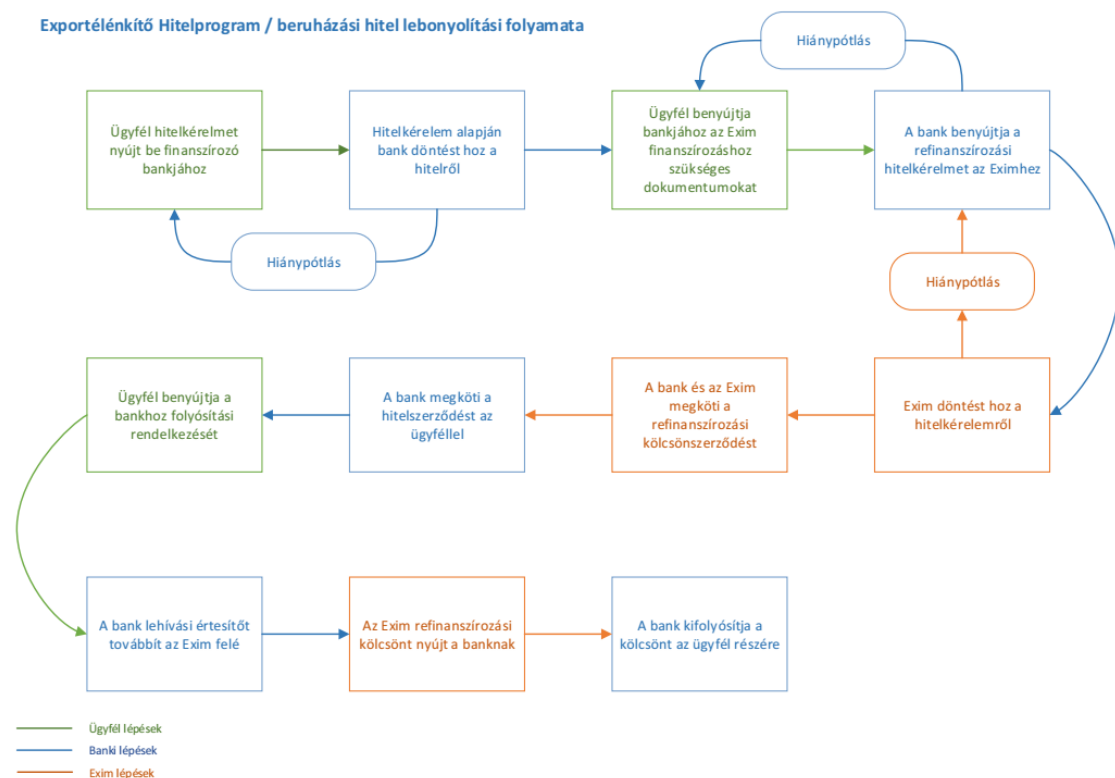 Exportélénkítő Hitelprogram / beruházási hitel lebonyolítási folyamata
Hiánypótlás
Ügyfél hitelkérelmet
nyújt be finanszírozó
bankjához
Hitelkérelem alapján
bank döntést hoz a
hitelről
Ügyfél benyújtja
bankjához az Exim
finanszírozáshoz
szükséges
dokumentumokat
A bank benyújtja a
refinanszírozási
hitelkérelmet az Eximhez
Hiánypótlás
Hiánypótlás
Ügyfél benyújtja a
bankhoz folyósítási
rendelkezését
A bank megköti a
hitelszerződést az
ügyféllel
A bank és az Exim
megköti a
refinanszírozási
kölcsönszerződést
Exim döntést hoz a
hitelkérelemről
A bank lehívási értesítőt
továbbít az Exim felé
Az Exim refinanszírozási
kölcsönt nyújt a banknak
A bank kifolyósítja a
kölcsönt az ügyfél részére
Ügyfél lépések
Banki lépések
Exim lépések